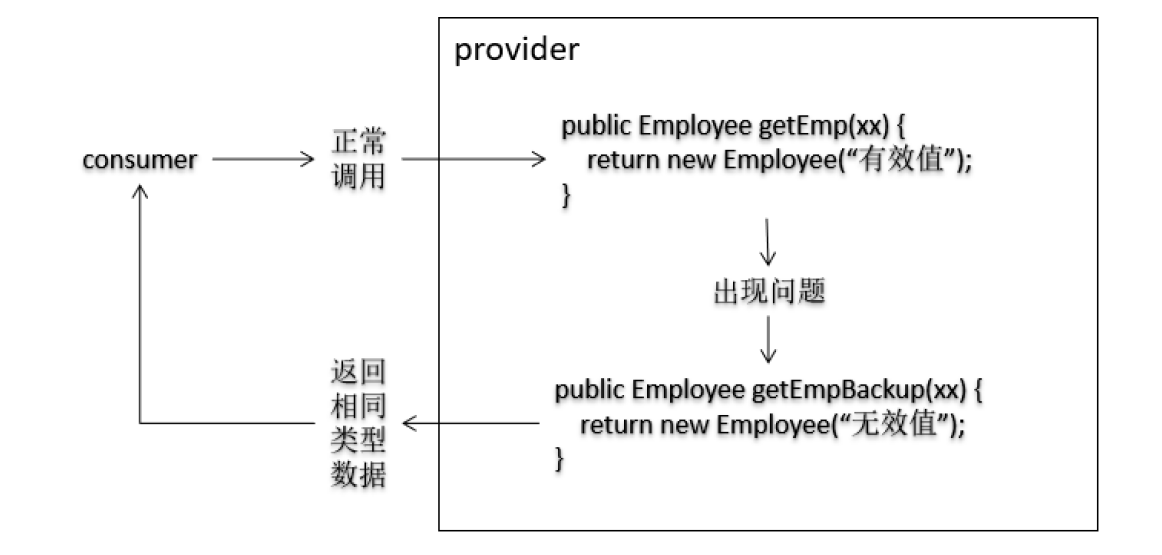 provider
consumer
正常
调用
public Employee getEmp(xx) {
return new Employee(“有效值”);
}
出现问题
public Employee getEmpBackup(xx) {
return new Employee(“无效值”);
}
返回
相同
类型
数据